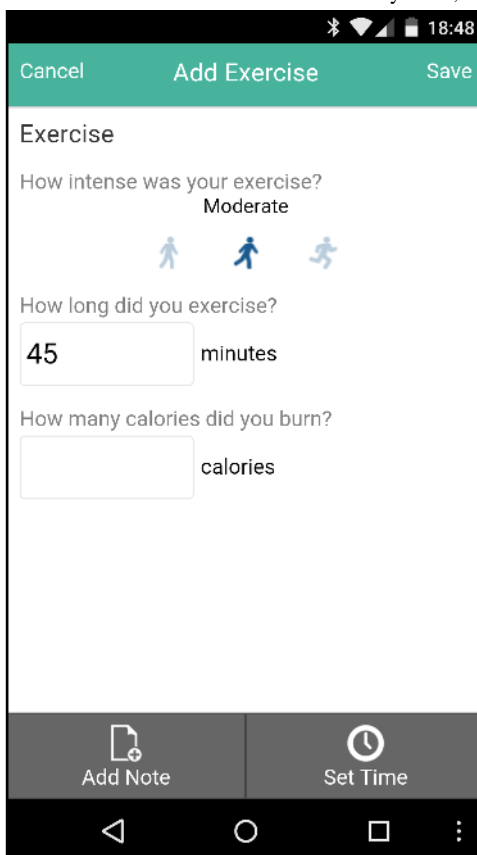 18:48
Cancel Add Exercise Save
Exercise
How intense was your exercise?
Moderate
How long did you exercise?
45 minutes
How many calories did you burn?
calories
Add Note Set Time